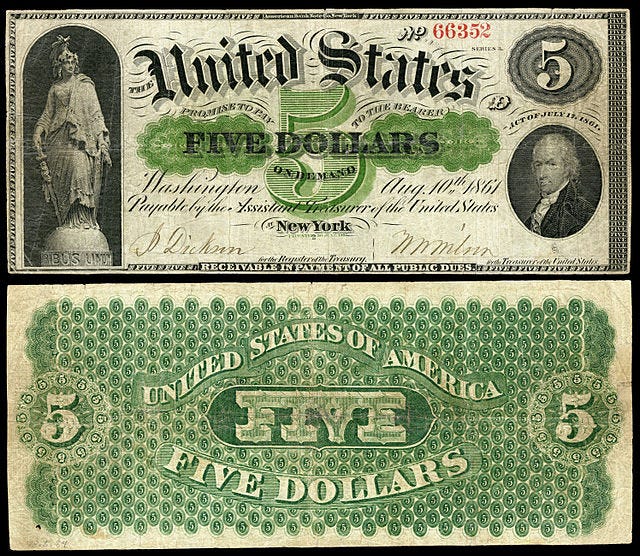 American Bank Note Co. New York
No 66352
SERIES 3.
5
THE United States
PROMISE TO PAY TO THE BEARER
5
ACT OF JULY 17, 1861.
FIVE DOLLARS
ON DEMAND
Washington Aug. 10th 1861
Payable by the Assistant Treasurer of the United States
at New York
for the Register of the Treasury.
for the Treasurer of the United States
RECEIVABLE IN PAYMENT OF ALL PUBLIC DUES.
UNITED STATES OF AMERICA
5 FIVE 5
FIVE DOLLARS